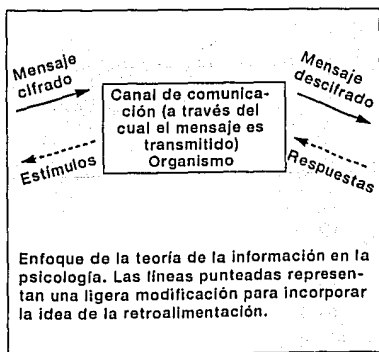 Mensaje
cifrado
Mensaje
descifrado
Canal de comunica-
ción (a través del
cual el mensaje es
transmitido)
Organismo
Estímulos
Respuestas
Enfoque de la teoría de la información en la
psicología. Las líneas punteadas represen-
tan una ligera modificación para incorporar
la idea de la retroalimentación.